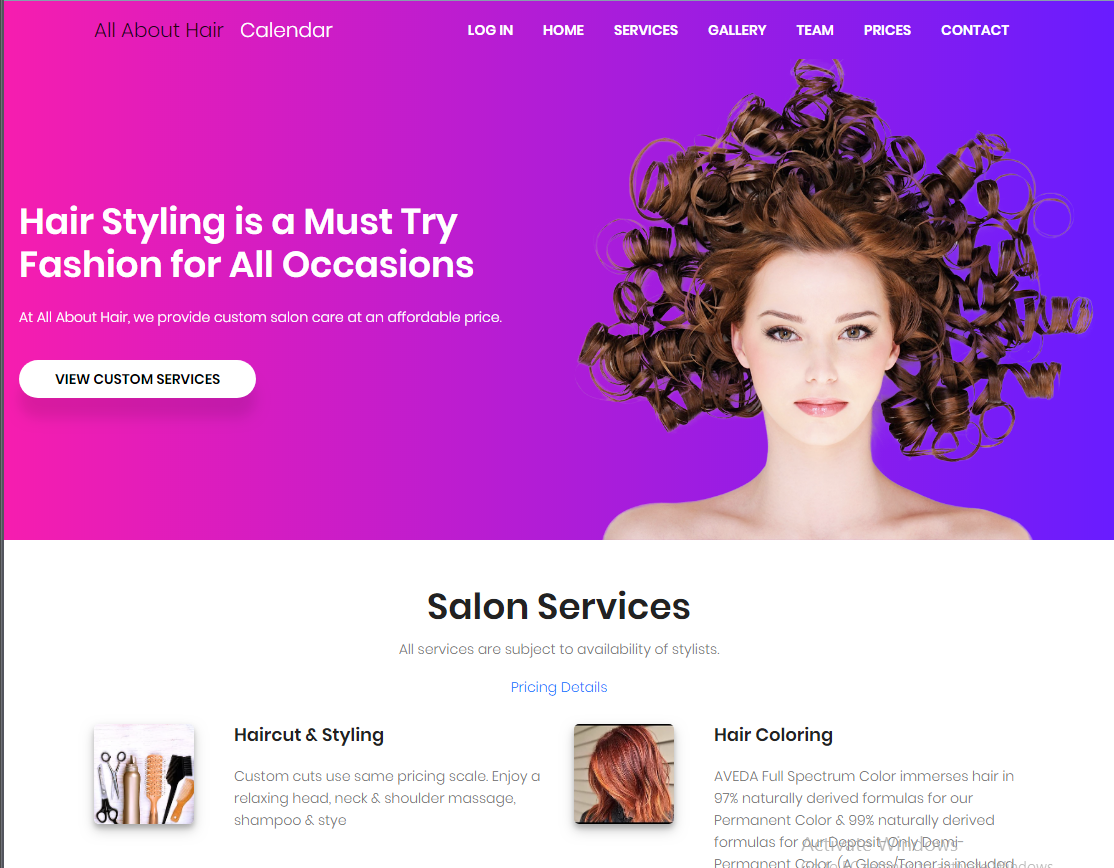 All About Hair Calendar LOG IN HOME SERVICES GALLERY TEAM PRICES CONTACT
Hair Styling is a Must Try
Fashion for All Occasions
At All About Hair, we provide custom salon care at an affordable price.
VIEW CUSTOM SERVICES
Salon Services
All services are subject to availability of stylists.
Pricing Details
Haircut & Styling
Custom cuts use same pricing scale. Enjoy a
relaxing head, neck & shoulder massage,
shampoo & stye
Hair Coloring
AVEDA Full Spectrum Color immerses hair in
97% naturally derived formulas for our
Permanent Color & 99% naturally derived
formulas for our Deposit-Only Demi-
Permanent Color. (A Gloss/Toner is included
Activate Windows